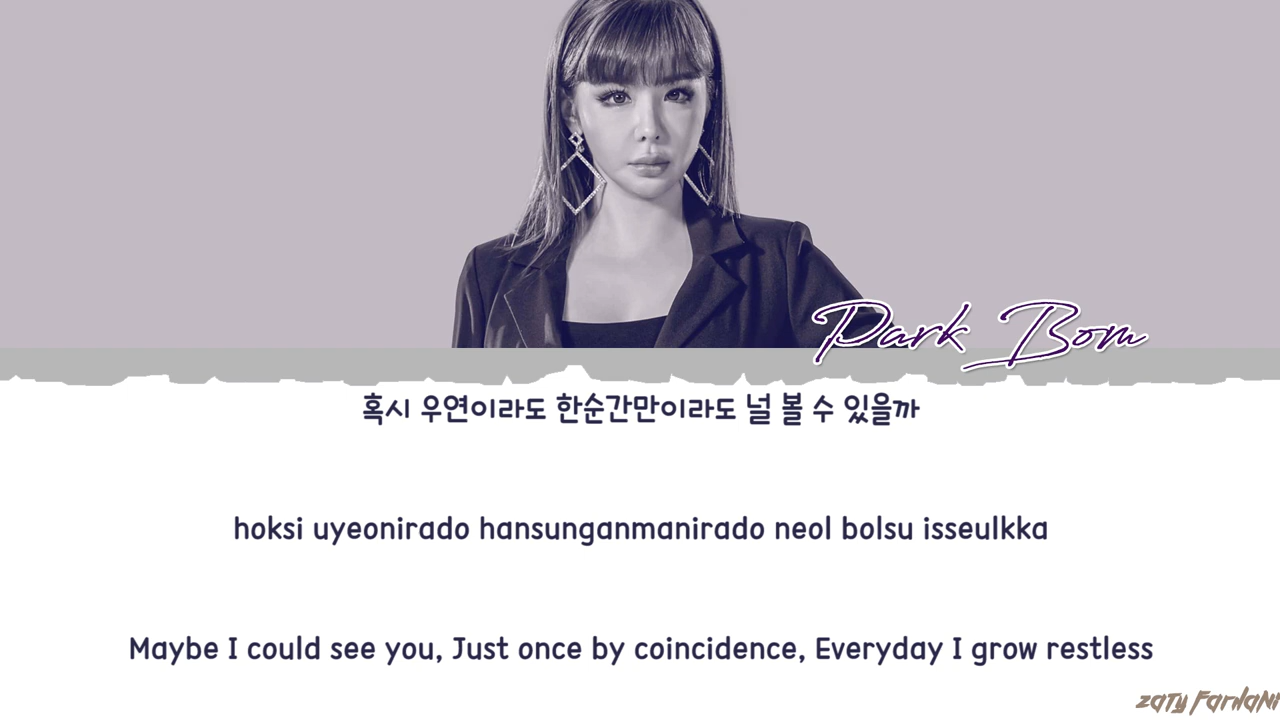 Park Bom
혹시 우연이라도 한순간만이라도 널 볼 수 있을까
hoksi uyeonirado hansunganmanirado neol bolsu isseulkka
Maybe I could see you, Just once by coincidence, Everyday I grow restless
zaty farhani